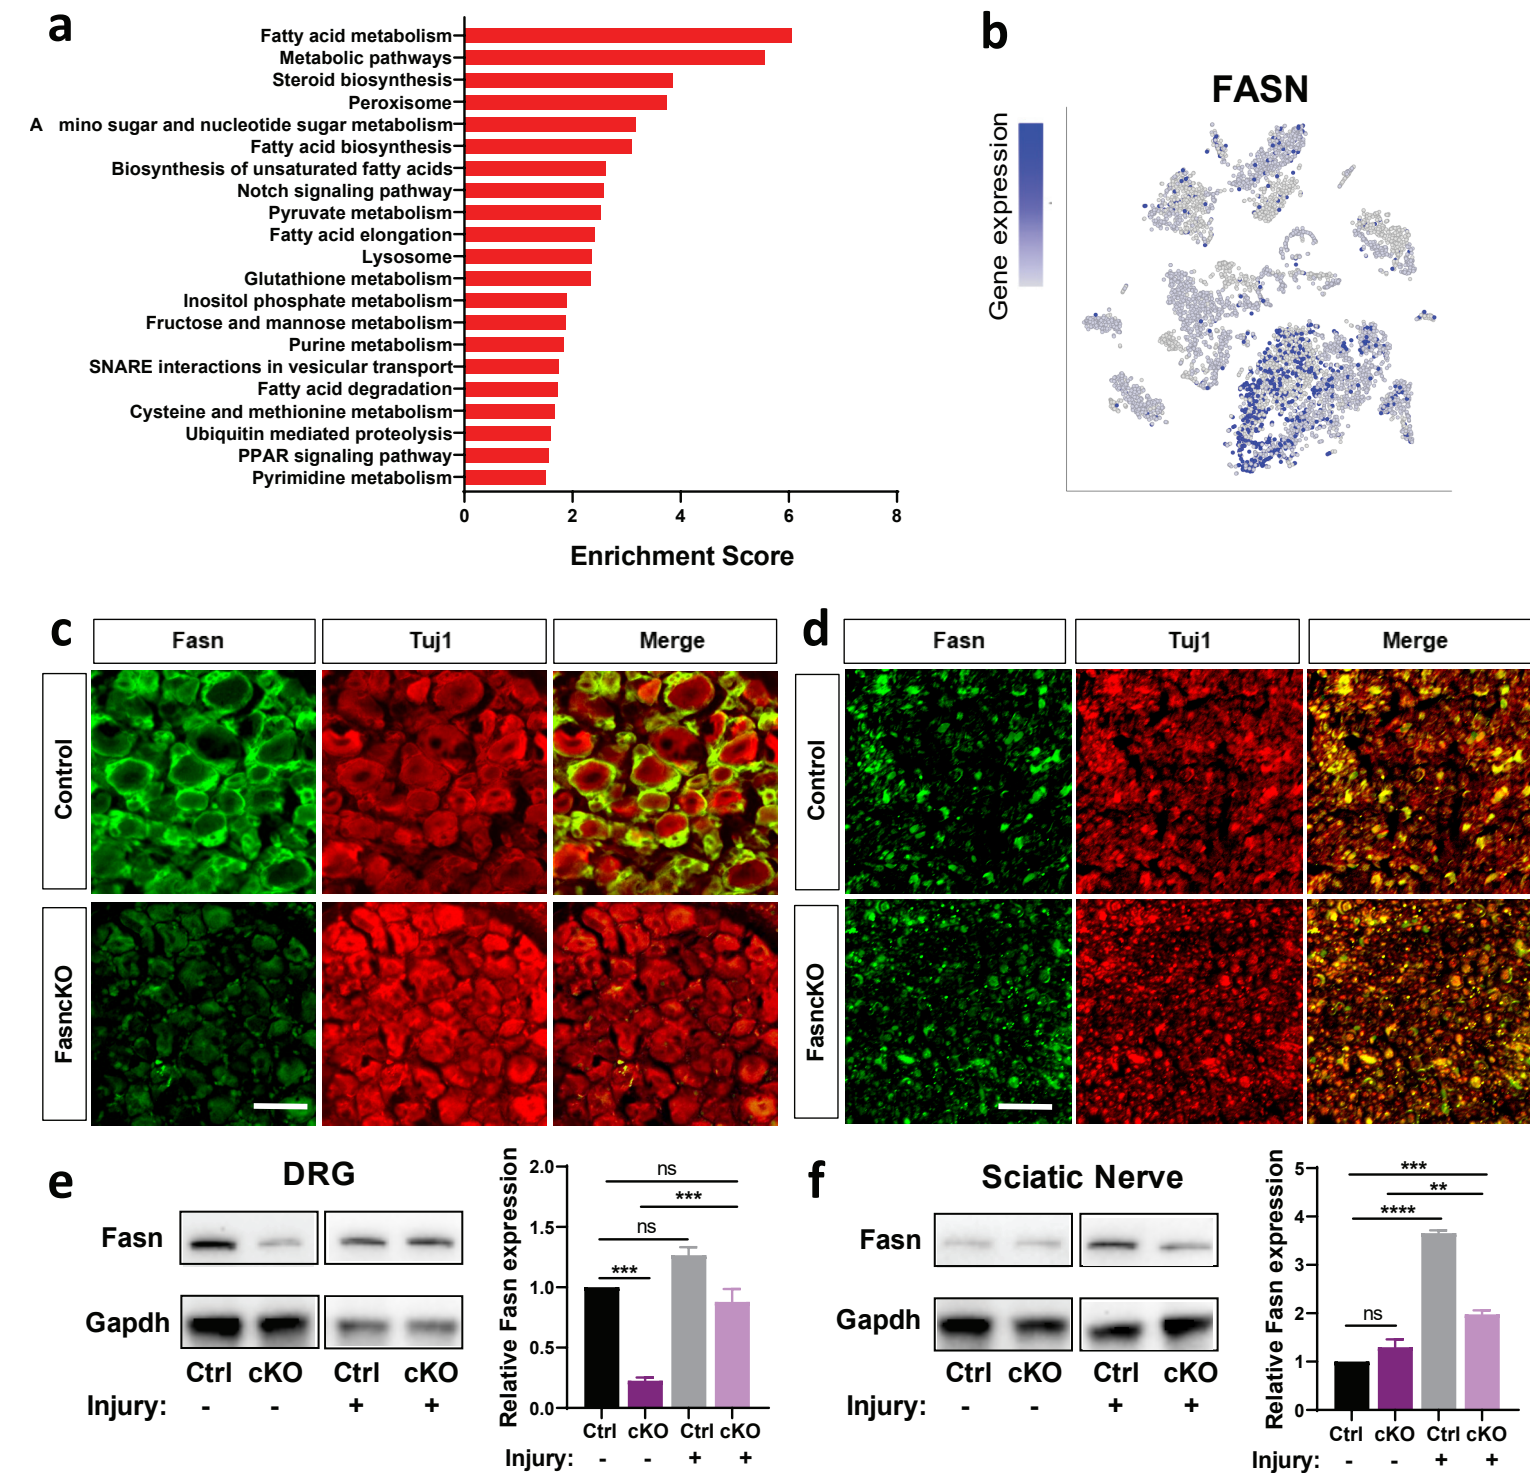 a
Fatty acid metabolism
Metabolic pathways
Steroid biosynthesis
Peroxisome
A mino sugar and nucleotide sugar metabolism
Fatty acid biosynthesis
Biosynthesis of unsaturated fatty acids
Notch signaling pathway
Pyruvate metabolism
Fatty acid elongation
Lysosome
Glutathione metabolism
Inositol phosphate metabolism
Fructose and mannose metabolism
Purine metabolism
SNARE interactions in vesicular transport
Fatty acid degradation
Cysteine and methionine metabolism
Ubiquitin mediated proteolysis
PPAR signaling pathway
Pyrimidine metabolism
0 2 4 6 8
Enrichment Score
b
FASN
Gene expression
c
Fasn Tuj1 Merge
Control
FasncKO
d
Fasn Tuj1 Merge
Control
FasncKO
e
DRG
Fasn
Gapdh
Ctrl cKO Ctrl cKO
Injury: - - + +
Relative Fasn expression
2.0
1.5
1.0
0.5
0.0
ns
***
ns
***
Ctrl cKO Ctrl cKO
Injury: - - + +
f
Sciatic Nerve
Fasn
Gapdh
Ctrl cKO Ctrl cKO
Injury: - - + +
Relative Fasn expression
5
4
3
2
1
0
***
**
****
ns
Ctrl cKO Ctrl cKO
Injury: - - + +